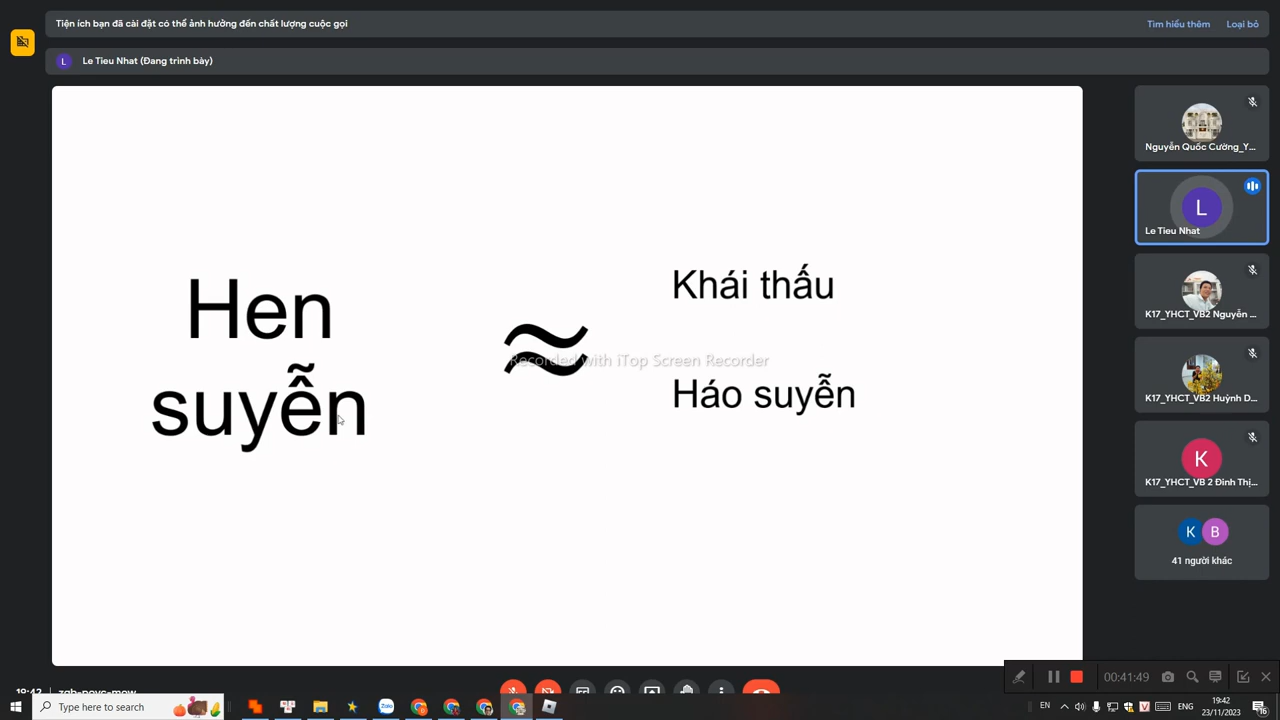 Tiện ích bạn đã cài đặt có thể ảnh hưởng đến chất lượng cuộc gọi
Tìm hiểu thêm
Loại bỏ
L
Le Tieu Nhat (Đang trình bày)
Hen
suyễn
≈
Khái thấu
Háo suyễn
Recorded with iTop Screen Recorder
Nguyễn Quốc Cường_Y...
L
Le Tieu Nhat
K17_YHCT_VB2 Nguyễn ...
K17_YHCT_VB2 Huỳnh D...
K
K17_YHCT_VB 2 Đinh Thị...
K B
41 người khác
00:41:49
19:42
Type here to search
Zalo
EN
V
ENG
19:42
23/11/2023